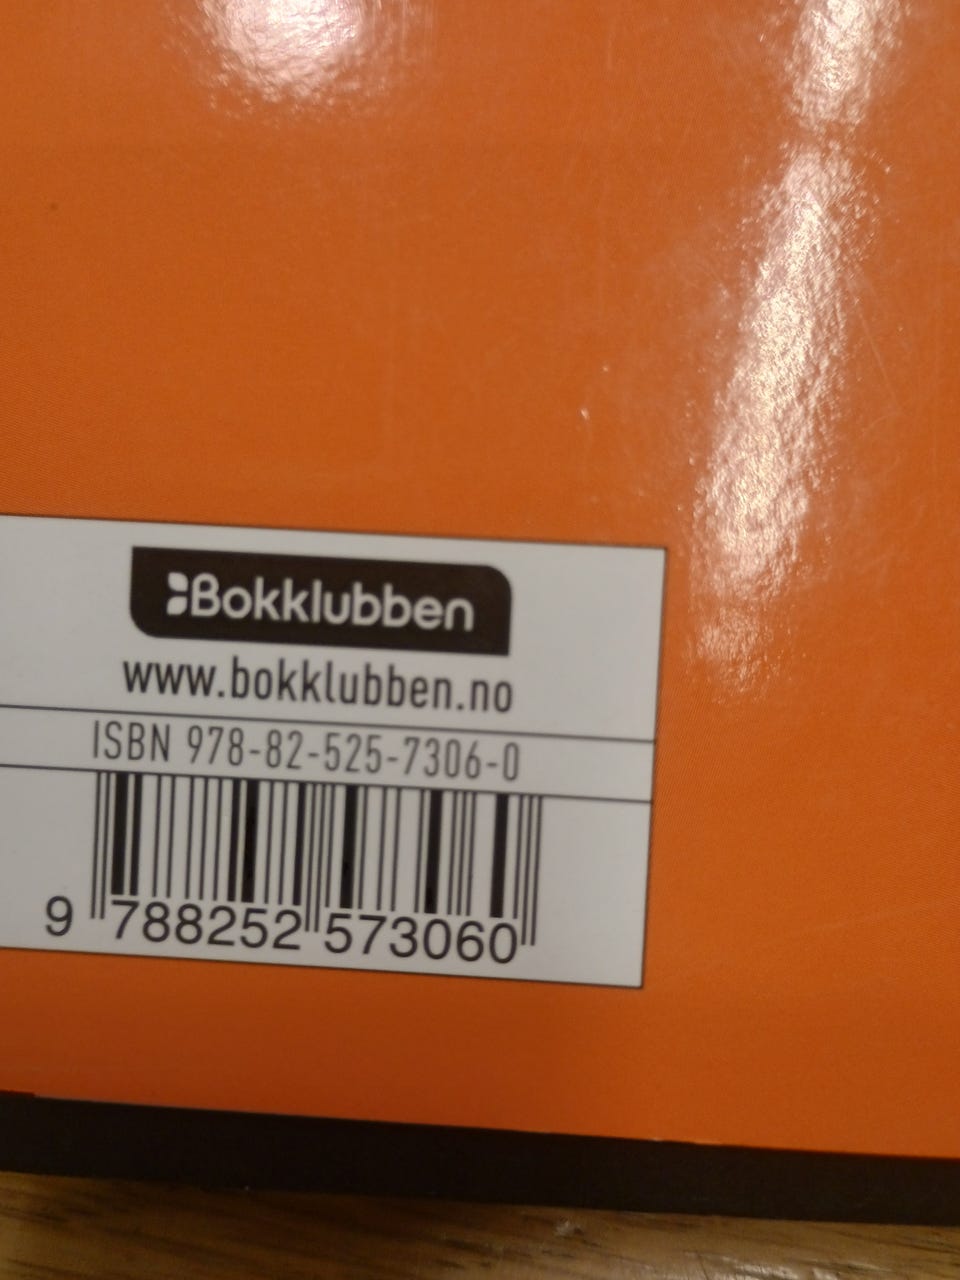 Bokklubben
www.bokklubben.no
ISBN 978-82-525-7306-0
9 788252 573060